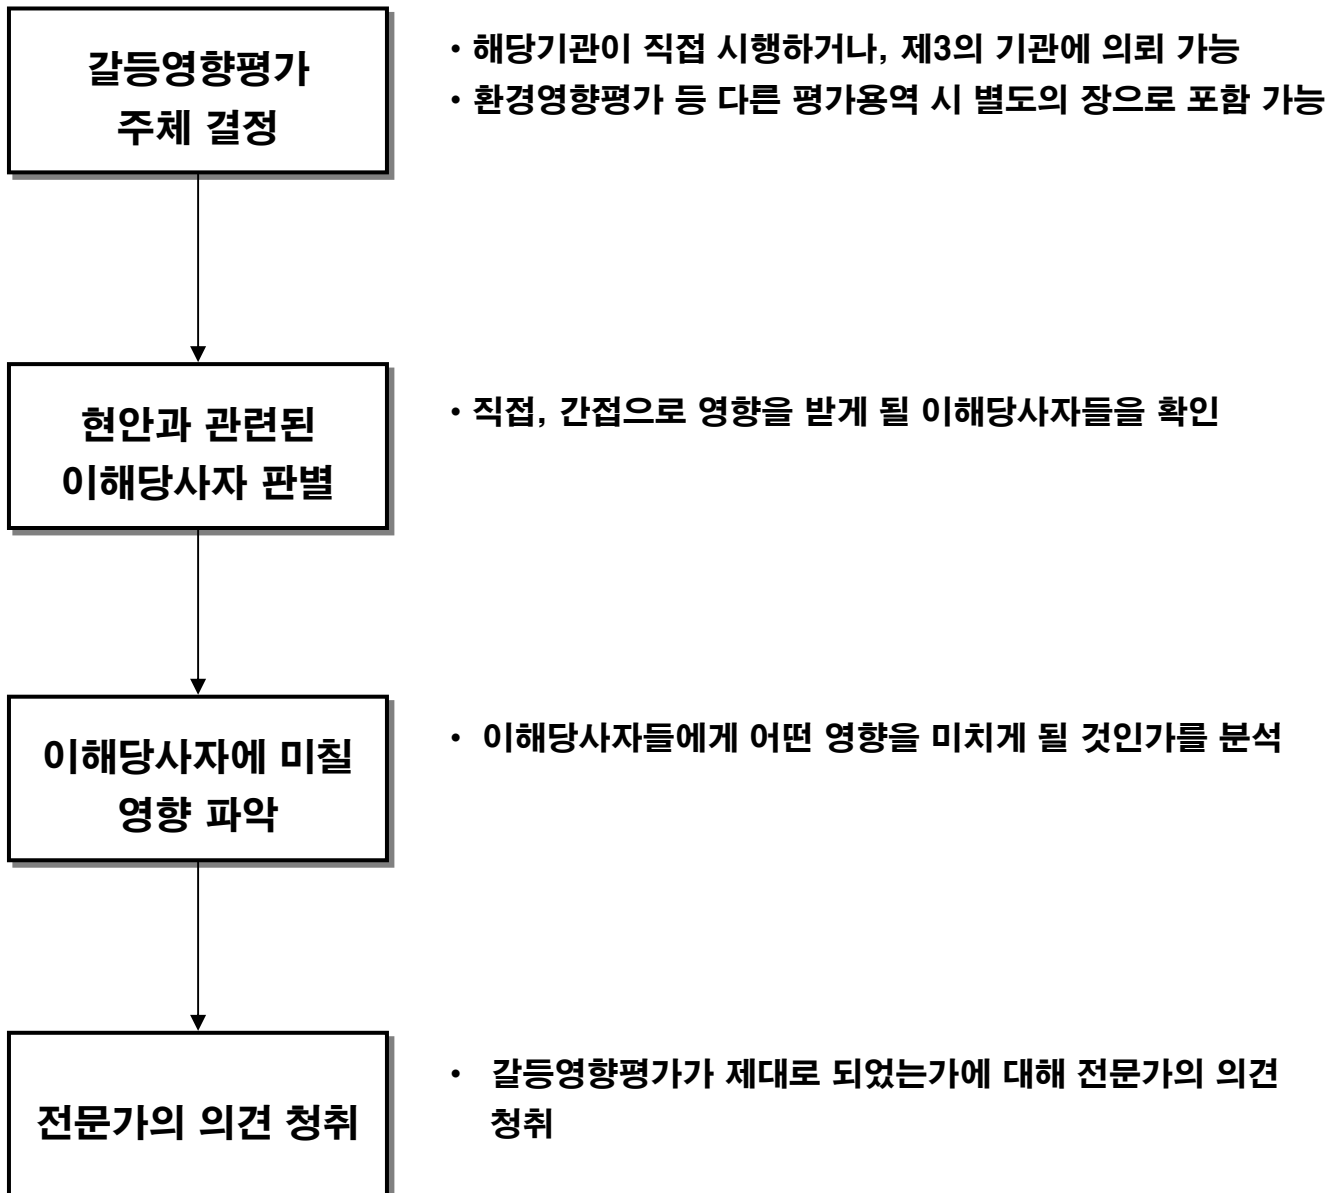 갈등영향평가
주체 결정
• 해당기관이 직접 시행하거나, 제3의 기관에 의뢰 가능
• 환경영향평가 등 다른 평가용역 시 별도의 장으로 포함 가능
현안과 관련된
이해당사자 판별
• 직접, 간접으로 영향을 받게 될 이해당사자들을 확인
이해당사자에 미칠
영향 파악
• 이해당사자들에게 어떤 영향을 미치게 될 것인가를 분석
전문가의 의견 청취
• 갈등영향평가가 제대로 되었는가에 대해 전문가의 의견
청취